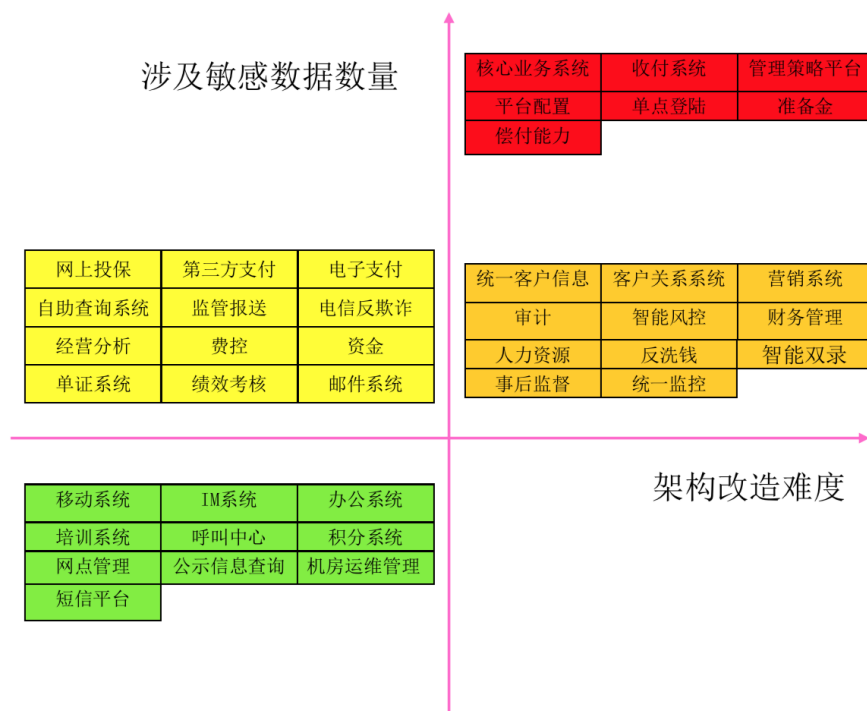 涉及敏感数据数量
核心业务系统 收付系统 管理策略平台
平台配置 单点登陆 准备金
偿付能力
网上投保 第三方支付 电子支付
自助查询系统 监管报送 电信反欺诈
经营分析 费控 资金
单证系统 绩效考核 邮件系统
统一客户信息 客户关系系统 营销系统
审计 智能风控 财务管理
人力资源 反洗钱 智能双录
事后监督 统一监控
架构改造难度
移动系统 IM系统 办公系统
培训系统 呼叫中心 积分系统
网点管理 公示信息查询 机房运维管理
短信平台